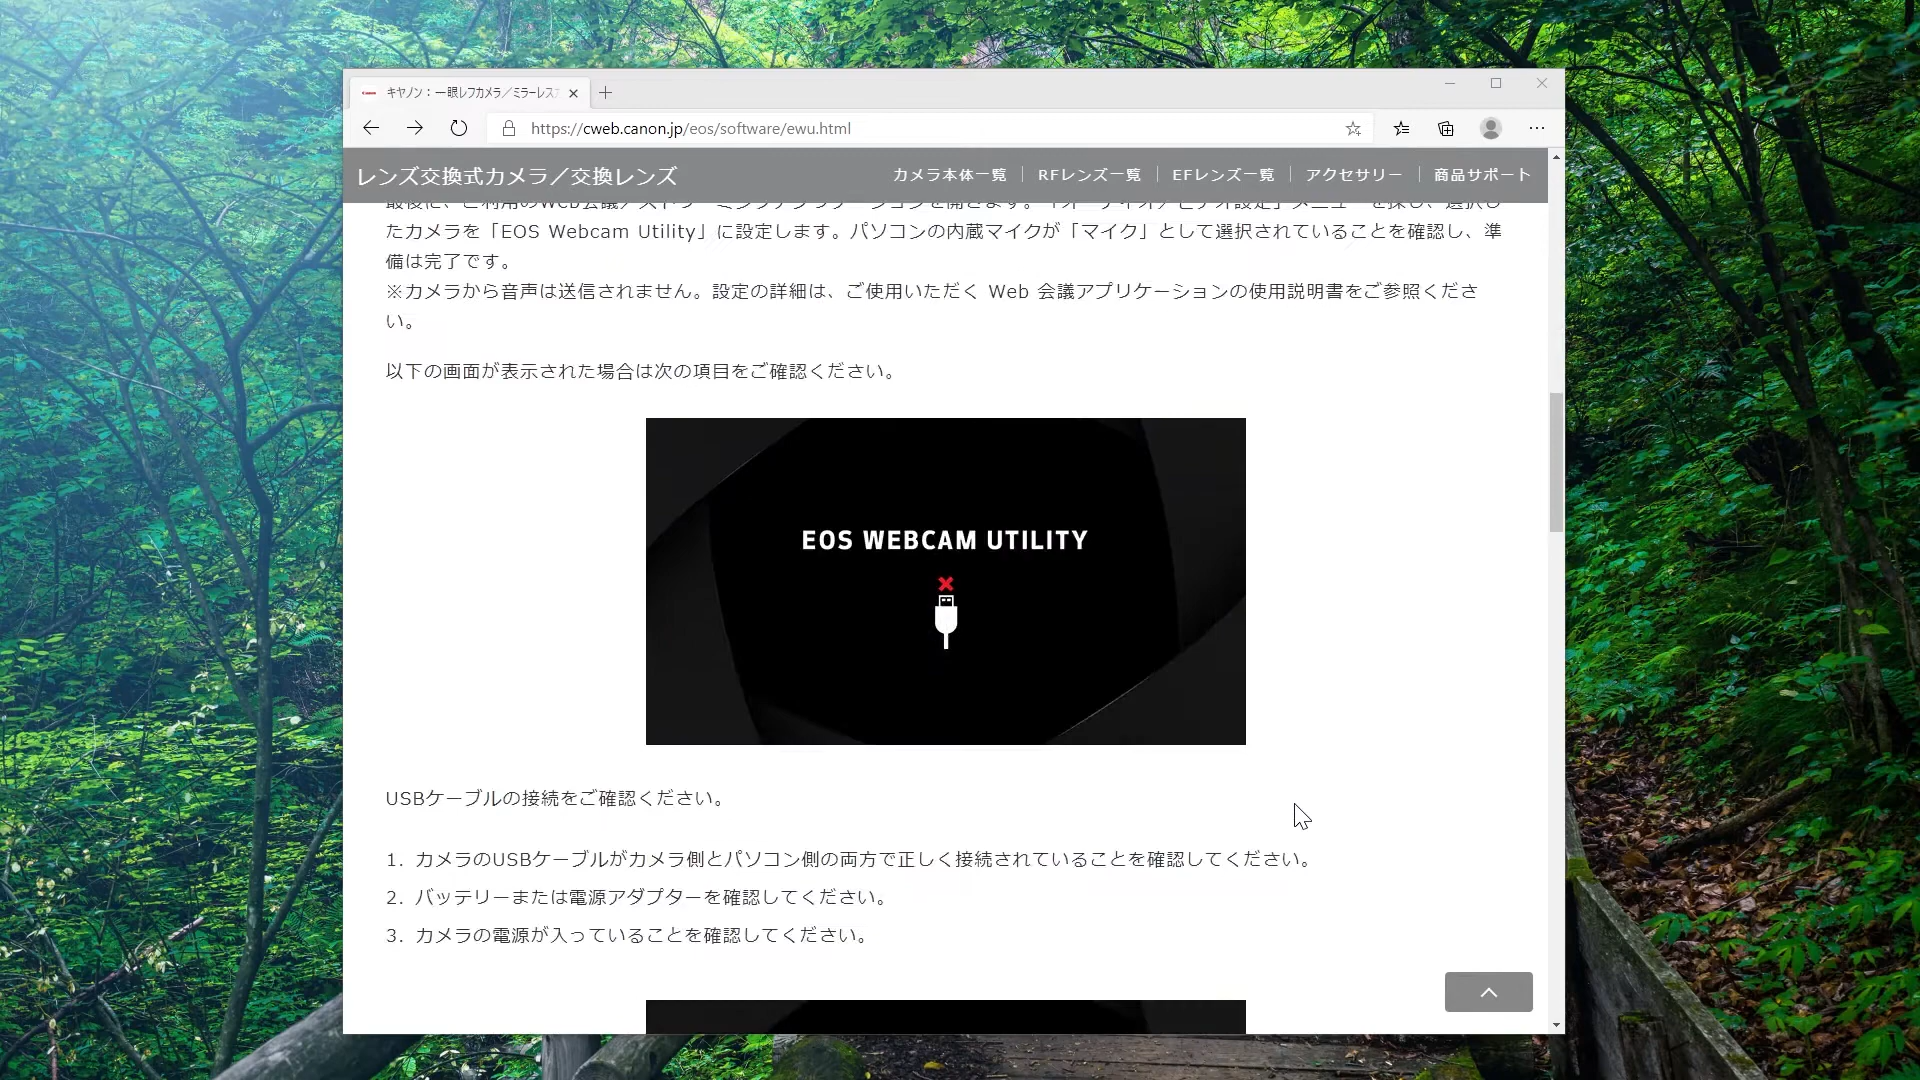 キヤノン：一眼レフカメラ／ミラーレス
https://cweb.canon.jp/eos/software/ewu.html
レンズ交換式カメラ／交換レンズ
カメラ本体一覧
RFレンズ一覧
EFレンズ一覧
アクセサリー
商品サポート
たカメラを「EOS Webcam Utility」に設定します。パソコンの内蔵マイクが「マイク」として選択されていることを確認し、準
備は完了です。
※カメラから音声は送信されません。設定の詳細は、ご使用いただく Web 会議アプリケーションの使用説明書をご参照くださ
い。
以下の画面が表示された場合は次の項目をご確認ください。
EOS WEBCAM UTILITY
USBケーブルの接続をご確認ください。
1. カメラのUSBケーブルがカメラ側とパソコン側の両方で正しく接続されていることを確認してください。
2. バッテリーまたは電源アダプターを確認してください。
3. カメラの電源が入っていることを確認してください。